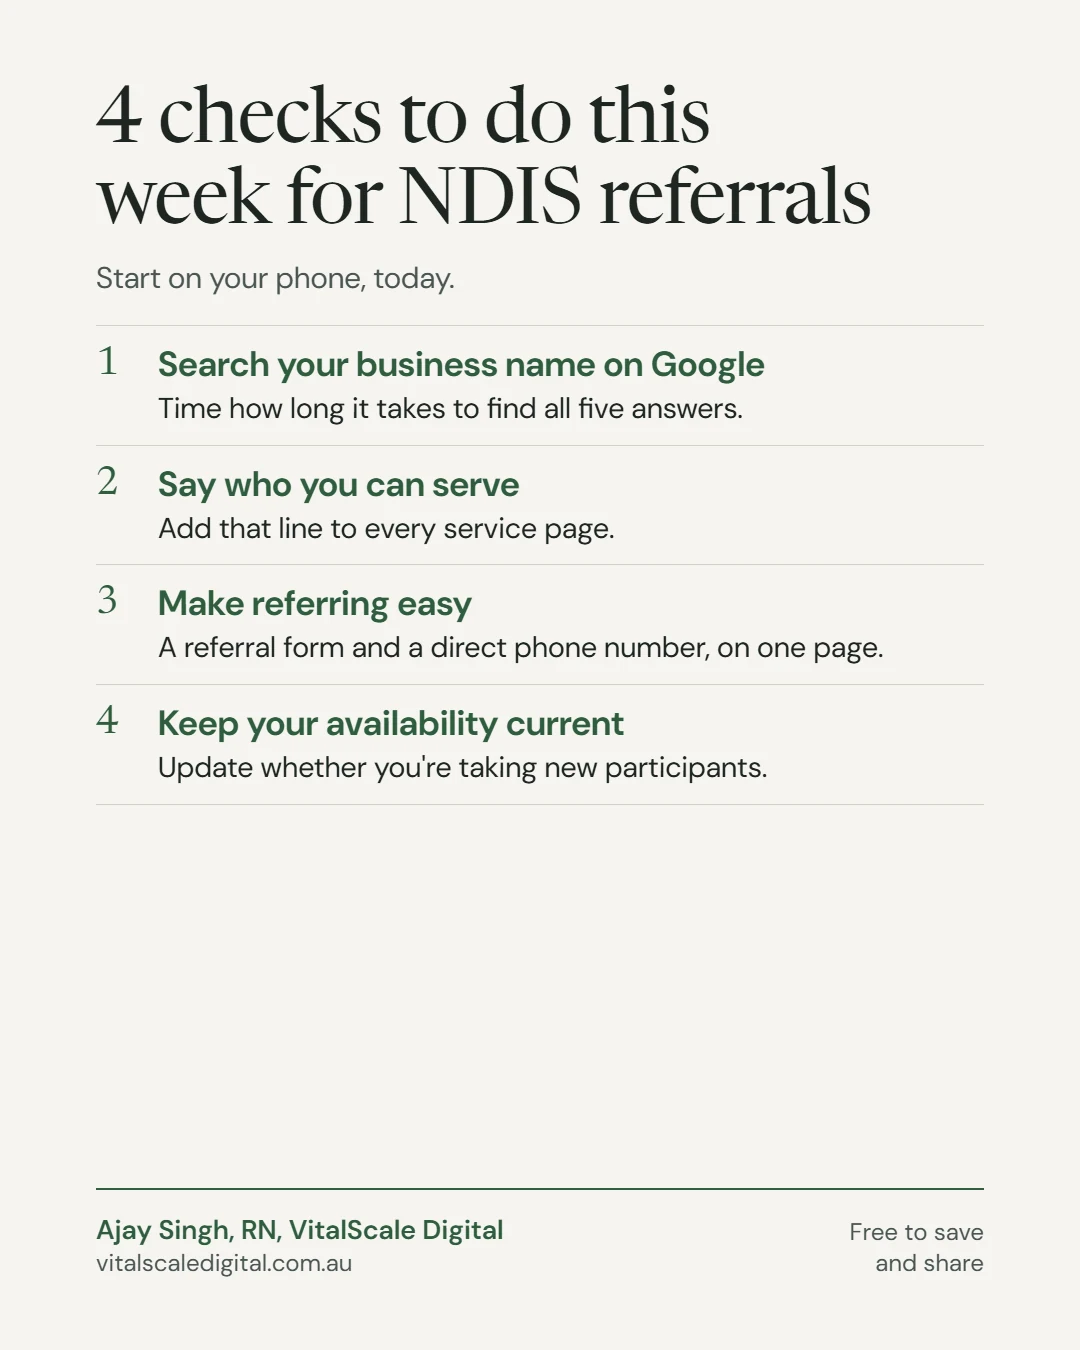 4 checks to do this
week for NDIS referrals
Start on your phone, today.
1 Search your business name on Google
Time how long it takes to find all five answers.
2 Say who you can serve
Add that line to every service page.
3 Make referring easy
A referral form and a direct phone number, on one page.
4 Keep your availability current
Update whether you're taking new participants.
Ajay Singh, RN, VitalScale Digital
vitalscaledigital.com.au
Free to save
and share